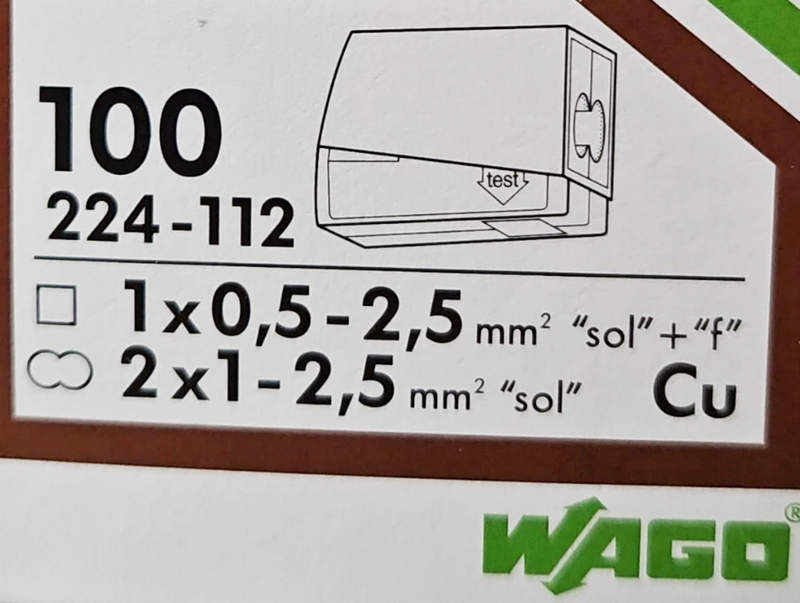 100
224-112
test
1x0,5-2,5 mm² “sol”+“f”
2x1-2,5 mm² “sol” Cu
WAGO®